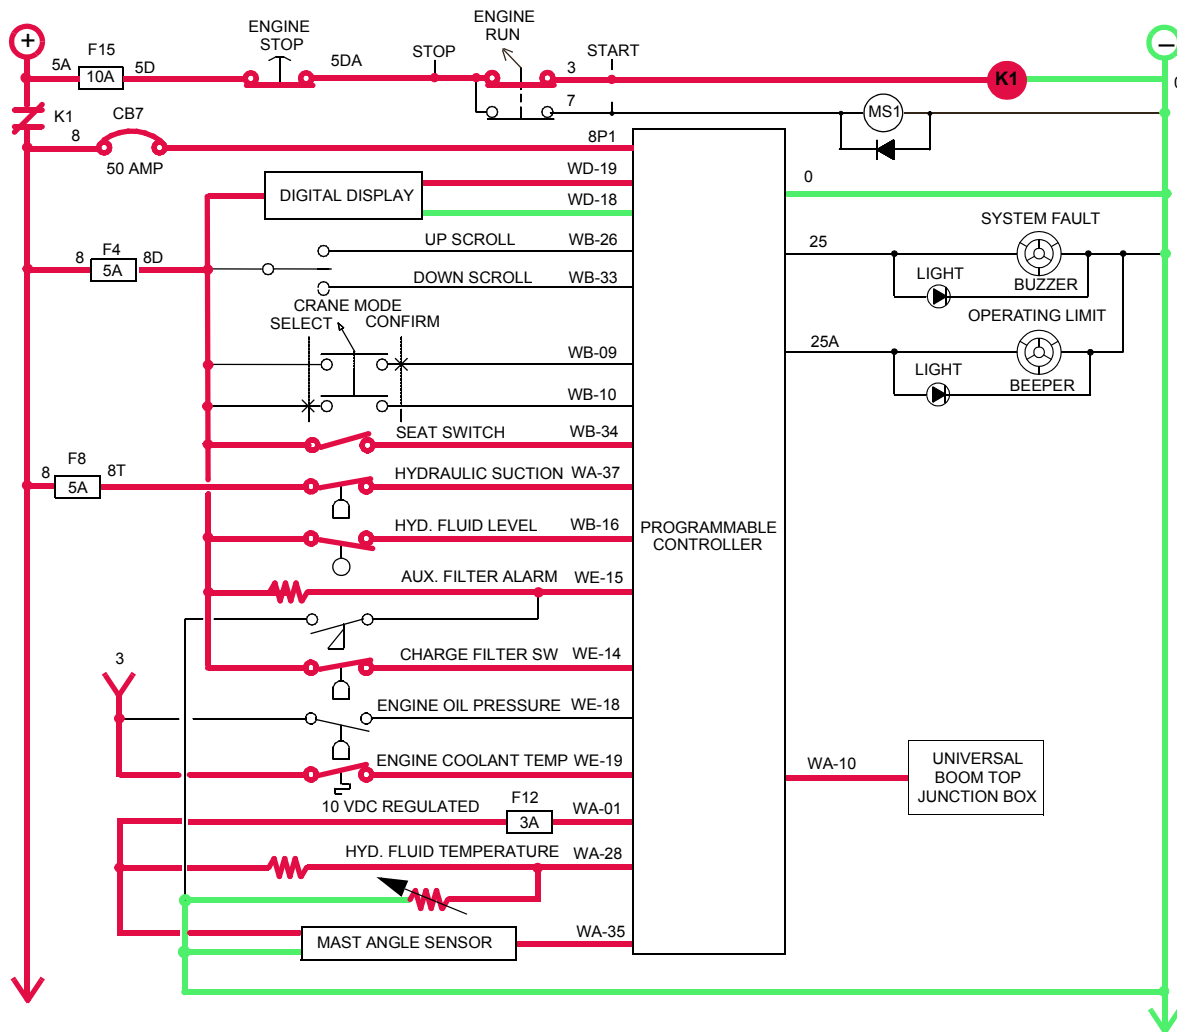 +
−
F15
5A
10A
5D
ENGINE
STOP
5DA
STOP
ENGINE
RUN
3
START
K1
0
7
MS1
K1
8
CB7
50 AMP
8P1
WD-19
DIGITAL DISPLAY
WD-18
0
UP SCROLL
WB-26
SYSTEM FAULT
25
BUZZER
LIGHT
8
F4
5A
8D
DOWN SCROLL
WB-33
CRANE MODE
SELECT
CONFIRM
OPERATING LIMIT
25A
BEEPER
LIGHT
WB-09
WB-10
SEAT SWITCH
WB-34
8
F8
5A
8T
HYDRAULIC SUCTION
WA-37
HYD. FLUID LEVEL
WB-16
PROGRAMMABLE
CONTROLLER
AUX. FILTER ALARM
WE-15
CHARGE FILTER SW
WE-14
3
ENGINE OIL PRESSURE
WE-18
ENGINE COOLANT TEMP
WE-19
WA-10
UNIVERSAL
BOOM TOP
JUNCTION BOX
10 VDC REGULATED
F12
3A
WA-01
HYD. FLUID TEMPERATURE
WA-28
MAST ANGLE SENSOR
WA-35